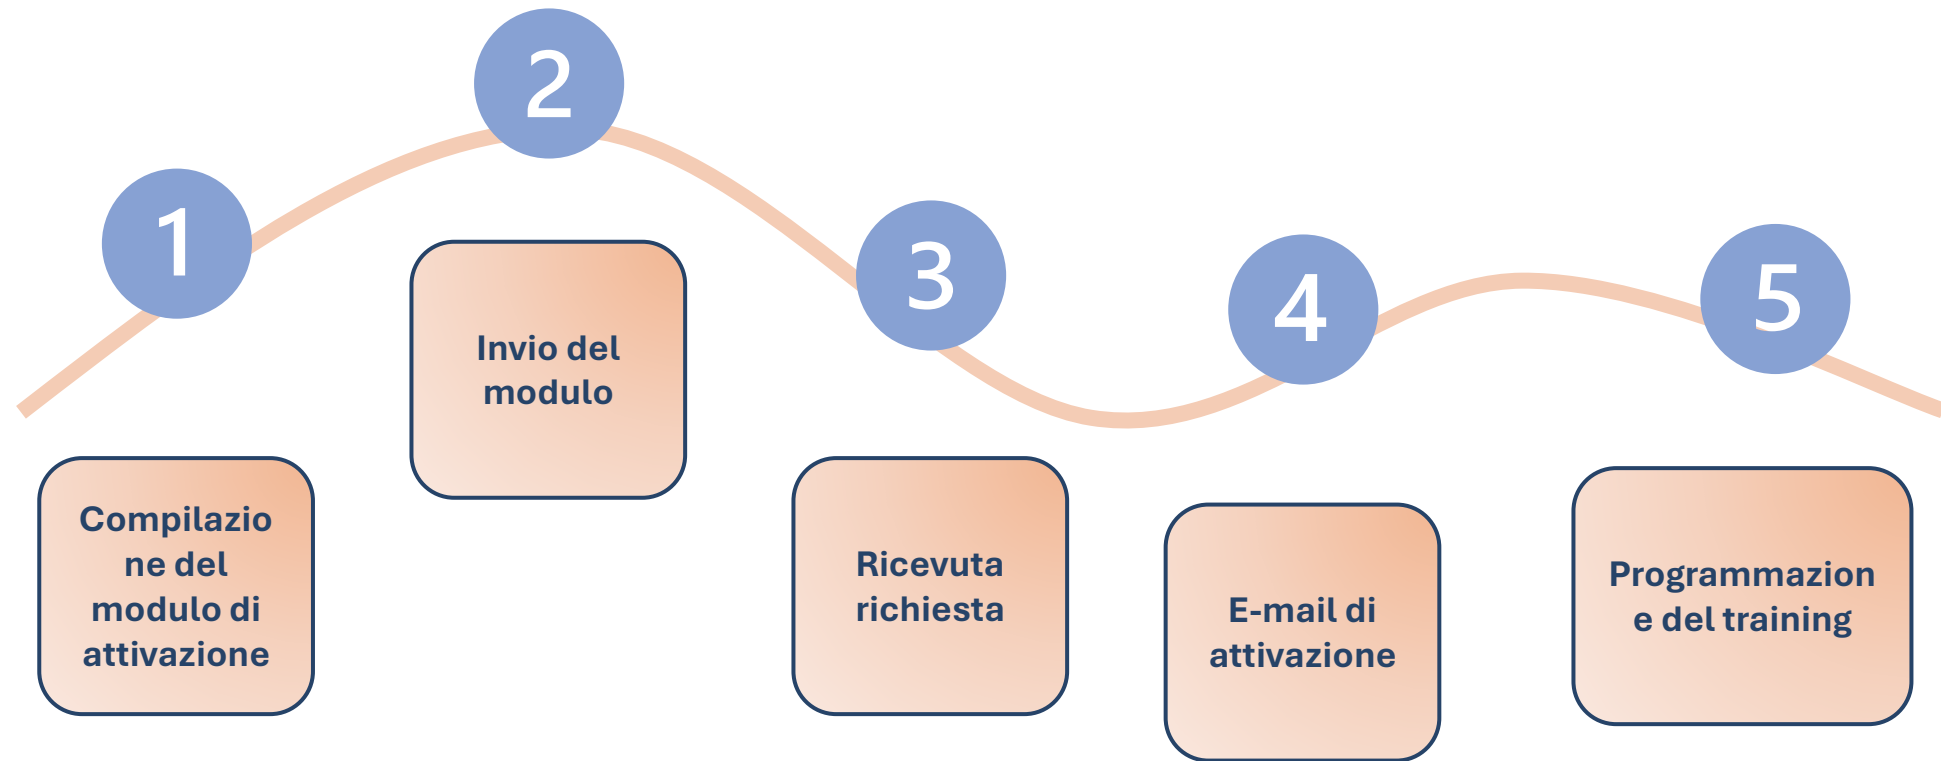 1
Compilazio
ne del
modulo di
attivazione
2
Invio del
modulo
3
Ricevuta
richiesta
4
E-mail di
attivazione
5
Programmazion
e del training